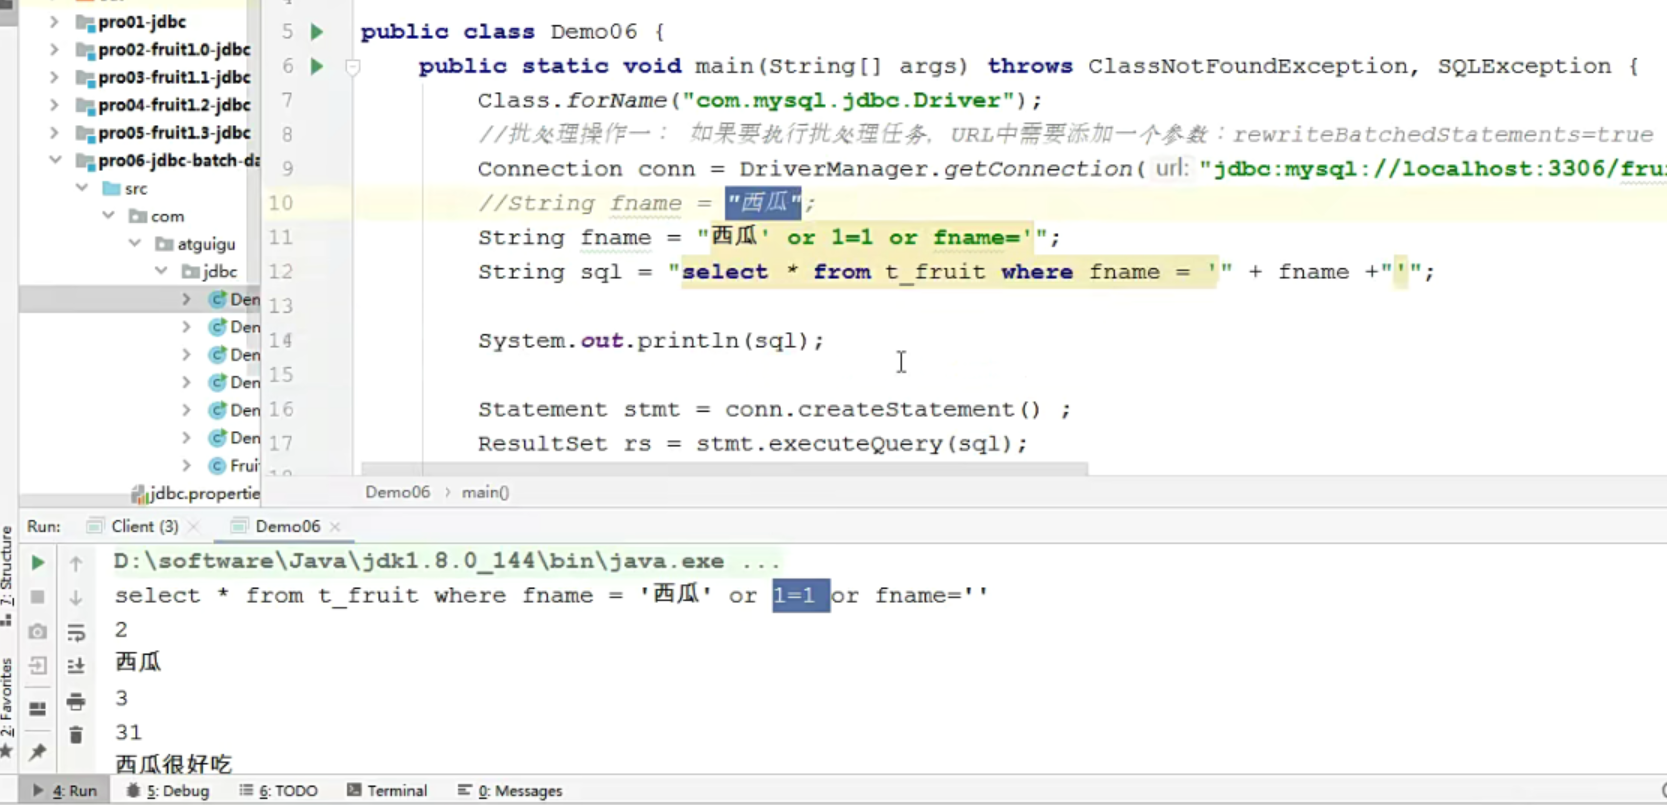 pro01-jdbc
pro02-fruit1.0-jdbc
pro03-fruit1.1-jdbc
pro04-fruit1.2-jdbc
pro05-fruit1.3-jdbc
pro06-jdbc-batch-da
src
com
atguigu
jdbc
Den
Den
Den
Den
Den
Den
Frui
jdbc.propertie
5 public class Demo06 {
6 public static void main(String[] args) throws ClassNotFoundException, SQLException {
7 Class.forName("com.mysql.jdbc.Driver");
8 //批处理操作一： 如果要执行批处理任务，URL中需要添加一个参数：rewriteBatchedStatements=true
9 Connection conn = DriverManager.getConnection( url: "jdbc:mysql://localhost:3306/frui
10 //String fname = "西瓜";
11 String fname = "西瓜' or 1=1 or fname='";
12 String sql = "select * from t_fruit where fname = '" + fname +"'";
13
14 System.out.println(sql);
15
16 Statement stmt = conn.createStatement() ;
17 ResultSet rs = stmt.executeQuery(sql);
Demo06 › main()
Run: Client (3) × Demo06 ×
D:\software\Java\jdk1.8.0_144\bin\java.exe ...
select * from t_fruit where fname = '西瓜' or 1=1 or fname=''
2
西瓜
3
31
西瓜很好吃
7: Structure
2: Favorites
4: Run 5: Debug 6: TODO Terminal 0: Messages